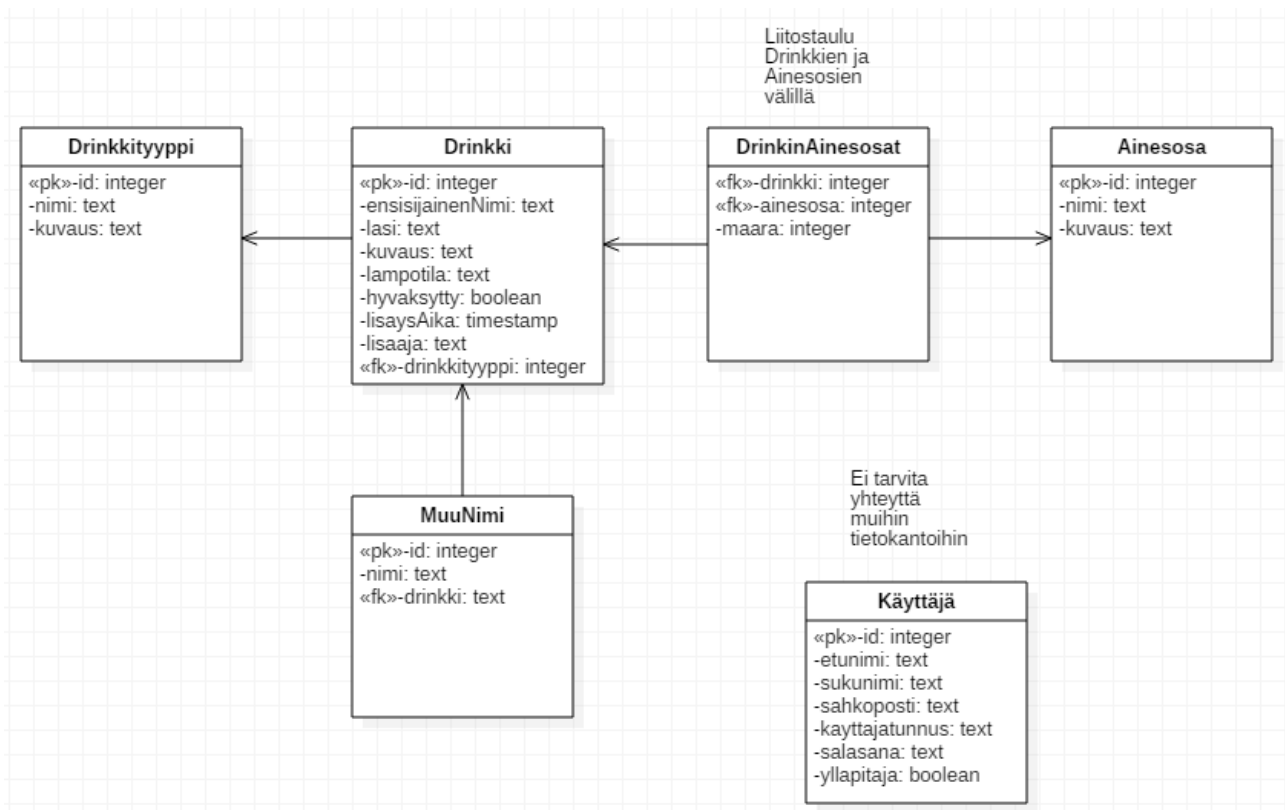 Liitostaulu
Drinkkien ja
Ainesosien
välillä
Drinkkityyppi
«pk»-id: integer
-nimi: text
-kuvaus: text
Drinkki
«pk»-id: integer
-ensisijainenNimi: text
-lasi: text
-kuvaus: text
-lampotila: text
-hyvaksytty: boolean
-lisaysAika: timestamp
-lisaaja: text
«fk»-drinkkityyppi: integer
DrinkinAinesosat
«fk»-drinkki: integer
«fk»-ainesosa: integer
-maara: integer
Ainesosa
«pk»-id: integer
-nimi: text
-kuvaus: text
MuuNimi
«pk»-id: integer
-nimi: text
«fk»-drinkki: text
Ei tarvita
yhteyttä
muihin
tietokantoihin
Käyttäjä
«pk»-id: integer
-etunimi: text
-sukunimi: text
-sahkoposti: text
-kayttajatunnus: text
-salasana: text
-yllapitaja: boolean